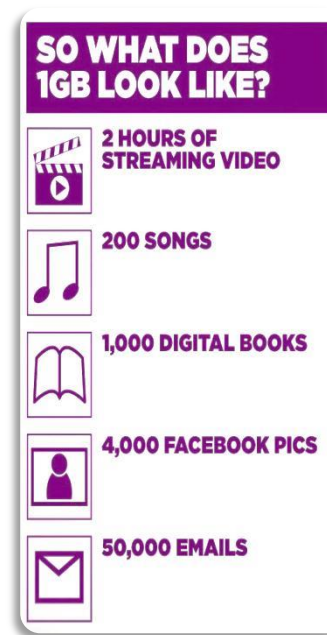 SO WHAT DOES
1GB LOOK LIKE?
2 HOURS OF
STREAMING VIDEO
200 SONGS
1,000 DIGITAL BOOKS
4,000 FACEBOOK PICS
50,000 EMAILS